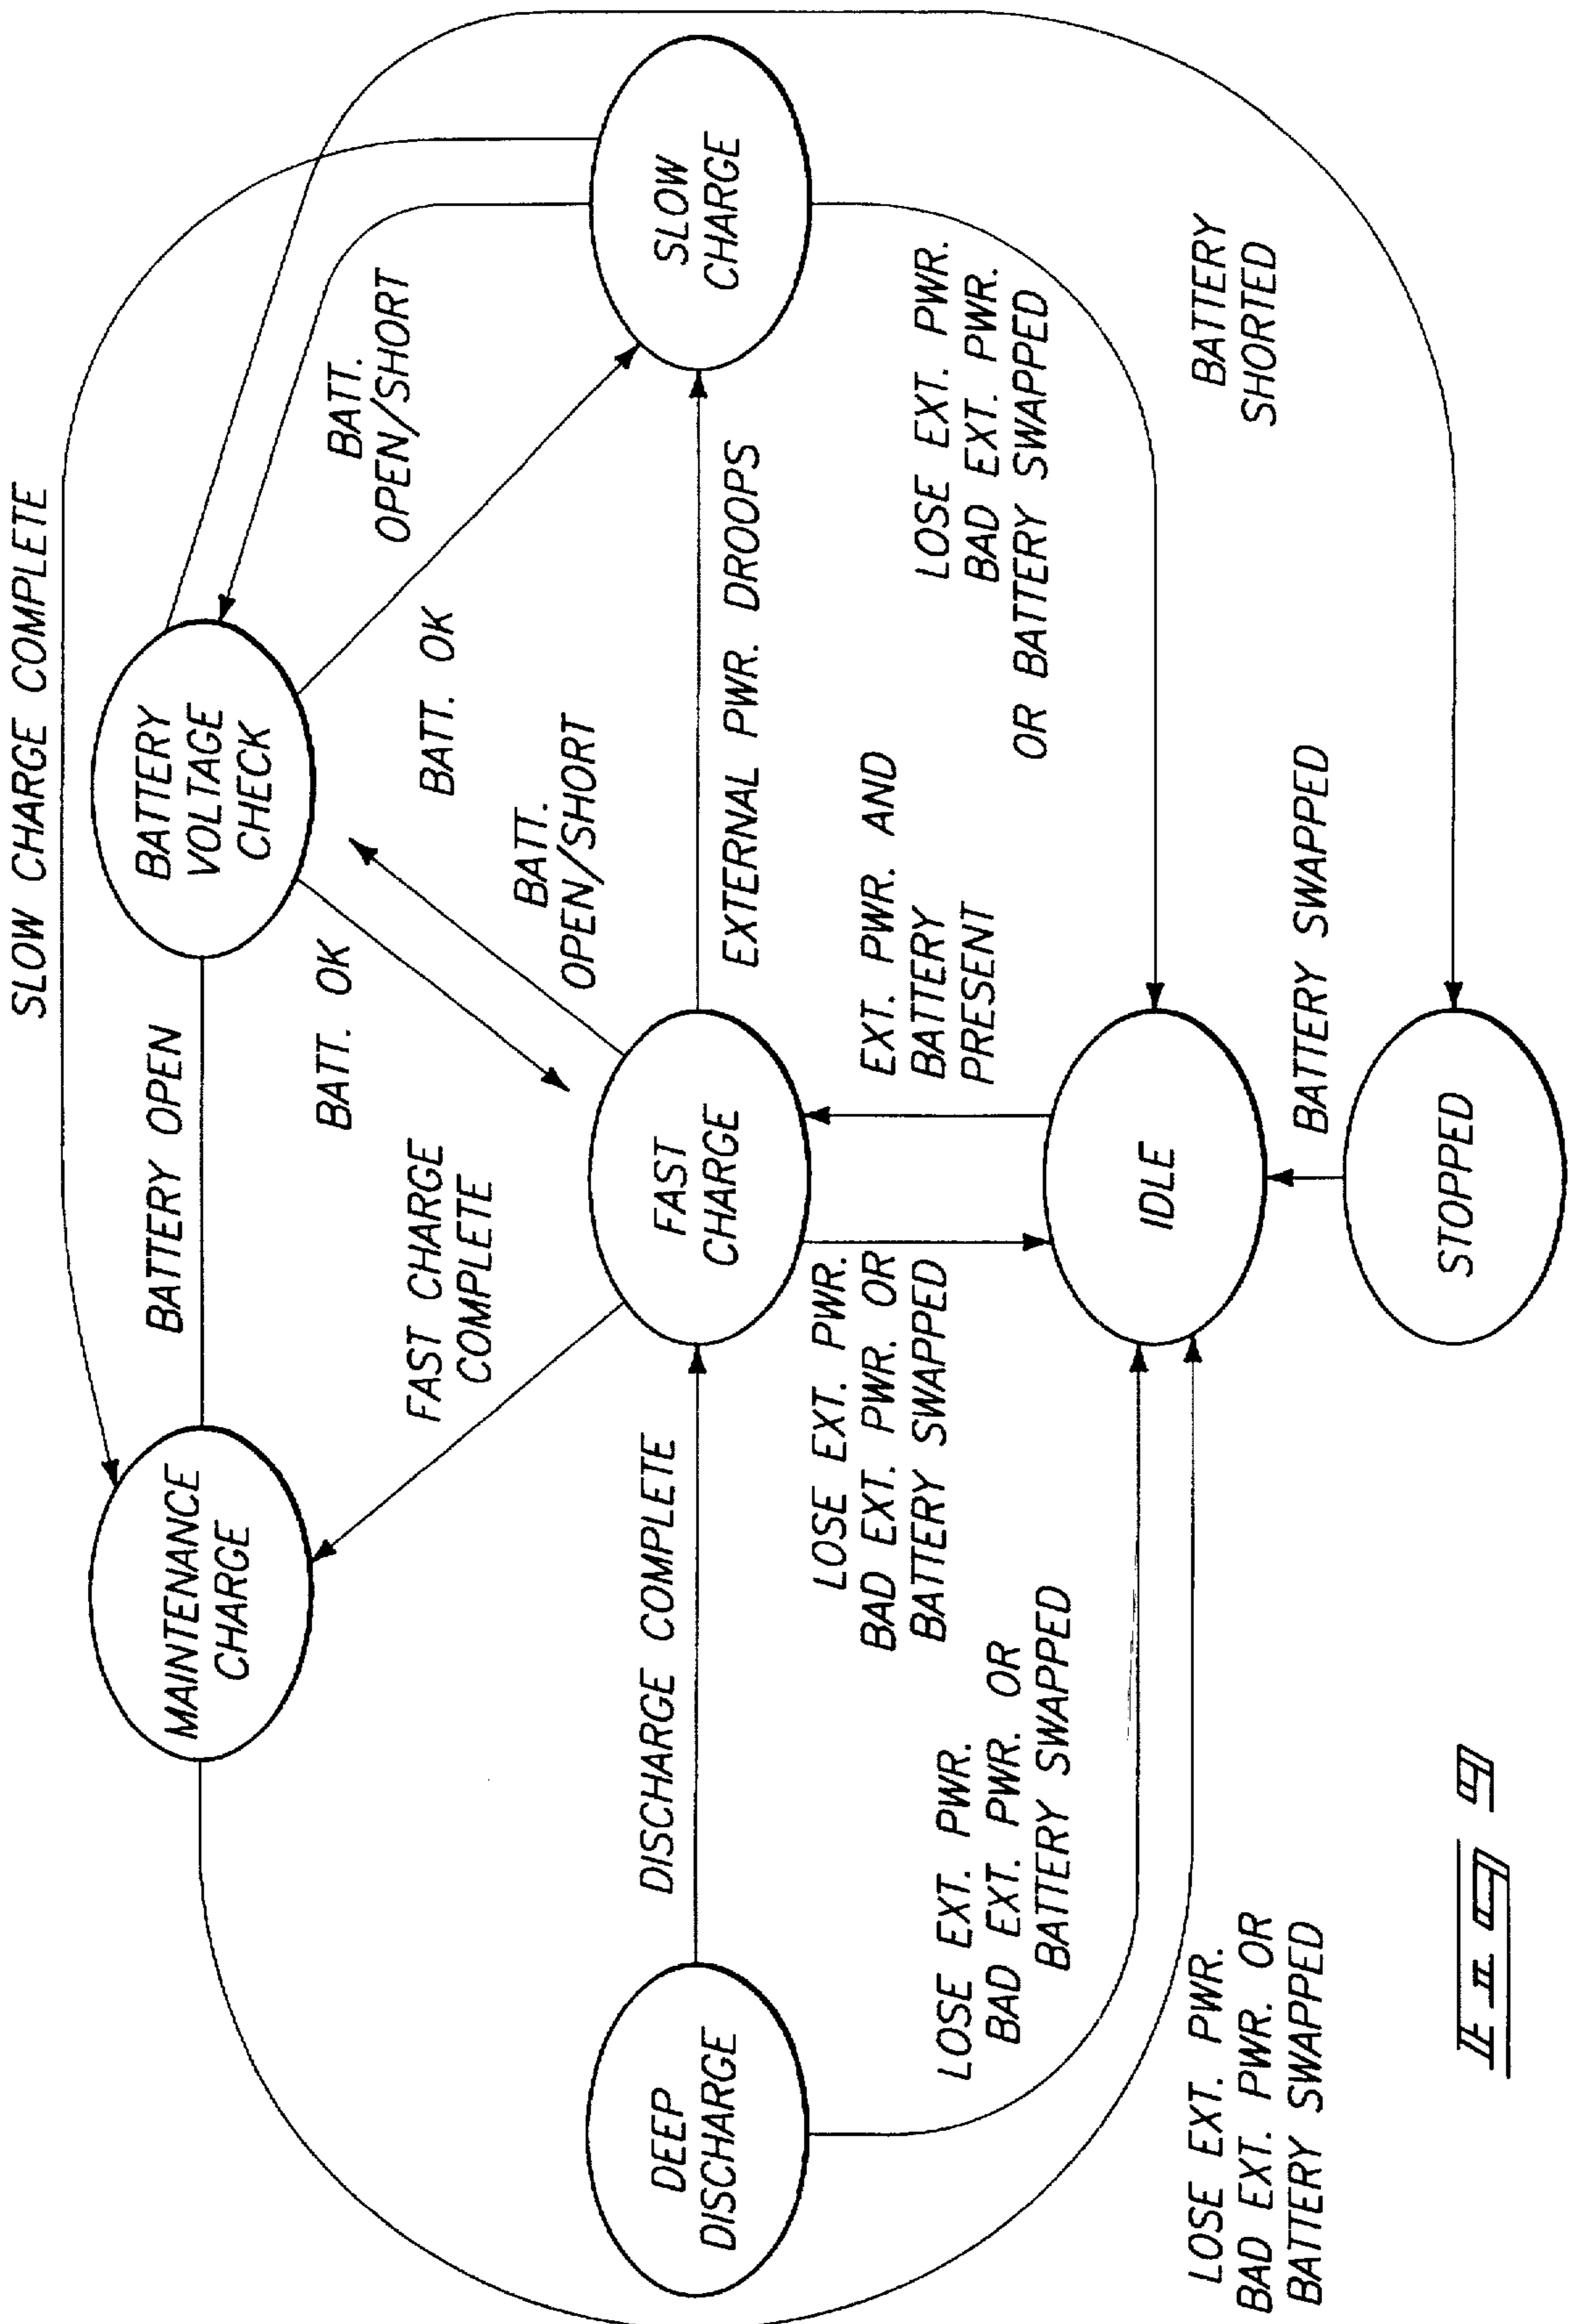 SLOW CHARGE COMPLETE
MAINTENANCE
CHARGE
BATTERY OPEN
BATTERY
VOLTAGE
CHECK
BATT. OK
BATT.
OPEN/SHORT
FAST CHARGE
COMPLETE
BATT. OK
BATT.
OPEN/SHORT
DEEP
DISCHARGE
DISCHARGE COMPLETE
FAST
CHARGE
EXTERNAL PWR. DROOPS
SLOW
CHARGE
LOSE EXT. PWR.
BAD EXT. PWR. OR
BATTERY SWAPPED
EXT. PWR. AND
BATTERY
PRESENT
LOSE EXT. PWR.
BAD EXT. PWR.
OR BATTERY SWAPPED
LOSE EXT. PWR.
BAD EXT. PWR. OR
BATTERY SWAPPED
IDLE
BATTERY
SHORTED
LOSE EXT. PWR.
BAD EXT. PWR. OR
BATTERY SWAPPED
BATTERY SWAPPED
STOPPED
FIG 9